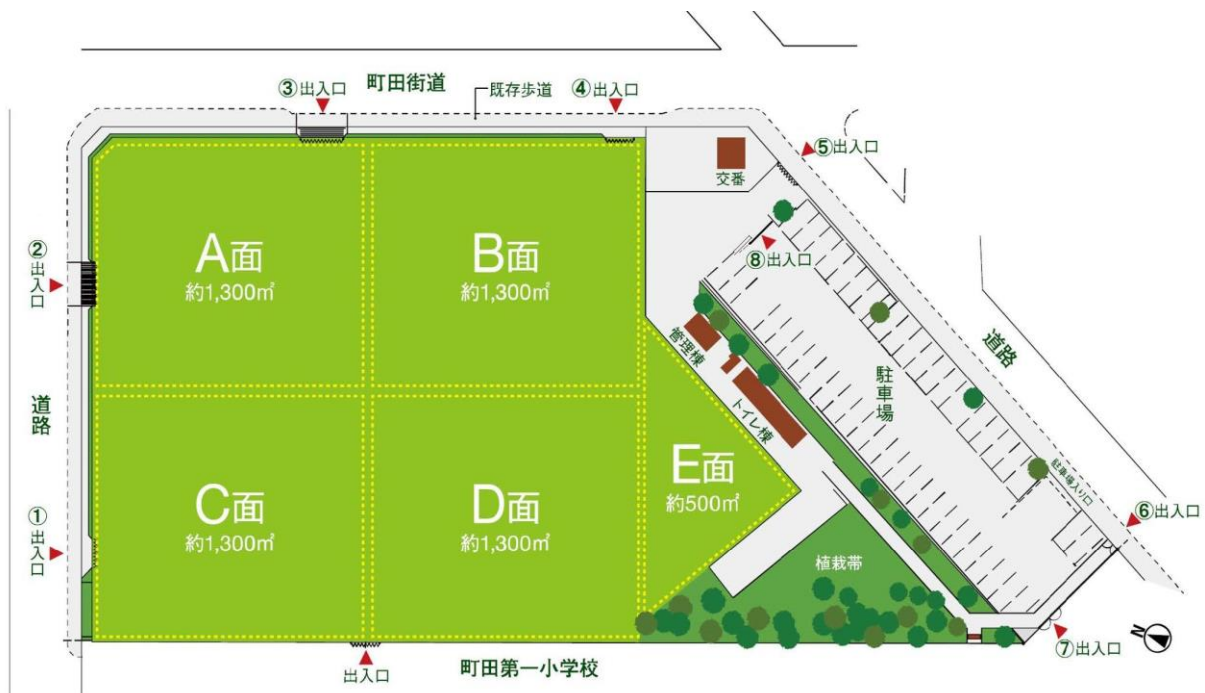 町田街道
③出入口
既存歩道
④出入口
⑤出入口
交番
A面
約1,300㎡
B面
約1,300㎡
②出入口
⑧出入口
管理棟
道路
道路
駐車場
トイレ棟
E面
約500㎡
C面
約1,300㎡
D面
約1,300㎡
駐車場入り口
⑥出入口
①出入口
植栽帯
N
⑦出入口
出入口
町田第一小学校